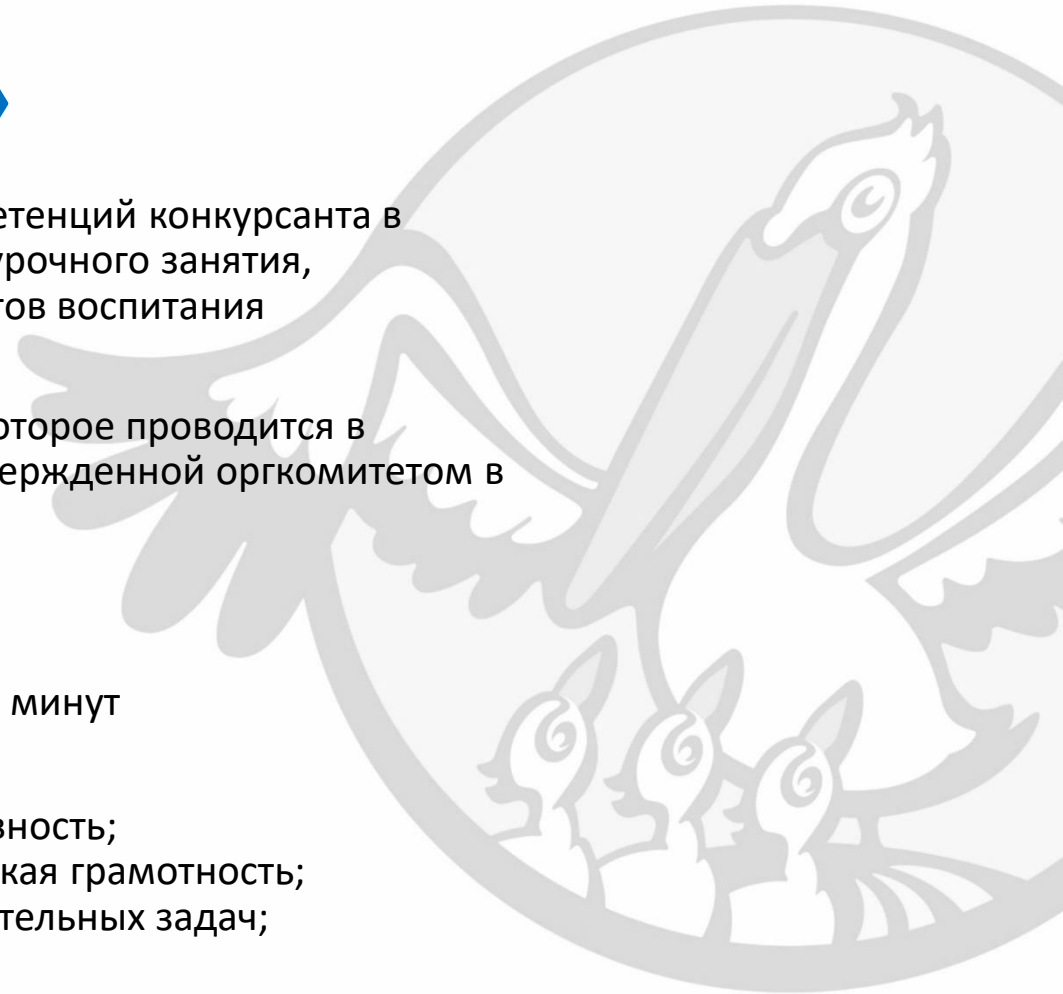 »
етенций конкурсанта в
урочного занятия,
тов воспитания
оторое проводится в
ержденной оргкомитетом в
минут
вность;
кая грамотность;
тельных задач;